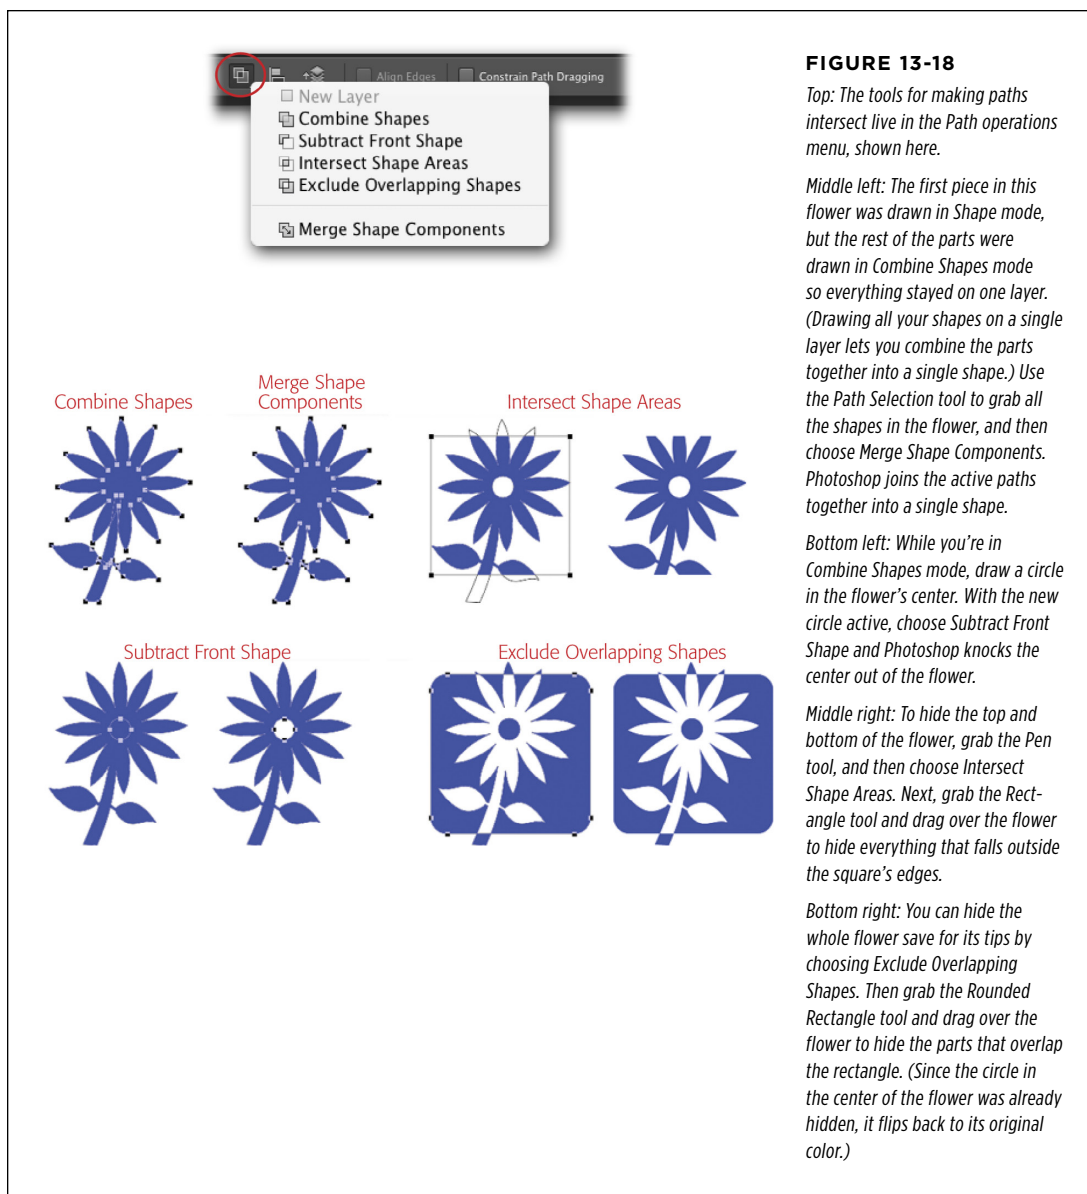 Align Edges
Constrain Path Dragging
New Layer
Combine Shapes
Subtract Front Shape
Intersect Shape Areas
Exclude Overlapping Shapes
Merge Shape Components
Combine Shapes
Merge Shape
Components
Intersect Shape Areas
Subtract Front Shape
Exclude Overlapping Shapes
FIGURE 13-18
Top: The tools for making paths
intersect live in the Path operations
menu, shown here.
Middle left: The first piece in this
flower was drawn in Shape mode,
but the rest of the parts were
drawn in Combine Shapes mode
so everything stayed on one layer.
(Drawing all your shapes on a single
layer lets you combine the parts
together into a single shape.) Use
the Path Selection tool to grab all
the shapes in the flower, and then
choose Merge Shape Components.
Photoshop joins the active paths
together into a single shape.
Bottom left: While you're in
Combine Shapes mode, draw a circle
in the flower's center. With the new
circle active, choose Subtract Front
Shape and Photoshop knocks the
center out of the flower.
Middle right: To hide the top and
bottom of the flower, grab the Pen
tool, and then choose Intersect
Shape Areas. Next, grab the Rect-
angle tool and drag over the flower
to hide everything that falls outside
the square's edges.
Bottom right: You can hide the
whole flower save for its tips by
choosing Exclude Overlapping
Shapes. Then grab the Rounded
Rectangle tool and drag over the
flower to hide the parts that overlap
the rectangle. (Since the circle in
the center of the flower was already
hidden, it flips back to its original
color.)